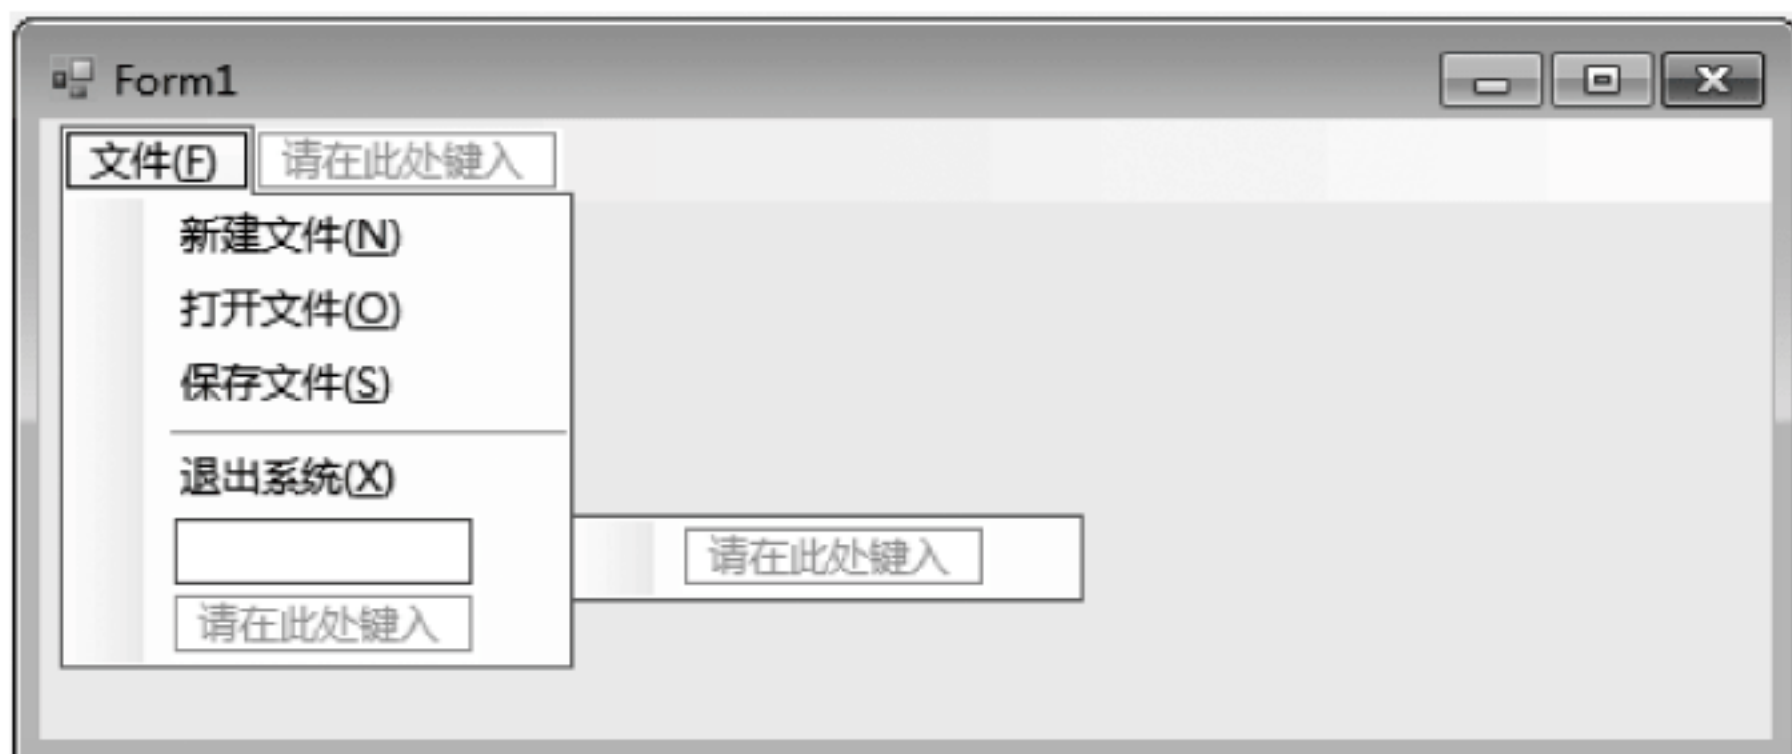 Form1
文件(F) 请在此处键入
新建文件(N)
打开文件(O)
保存文件(S)
退出系统(X)
请在此处键入
请在此处键入